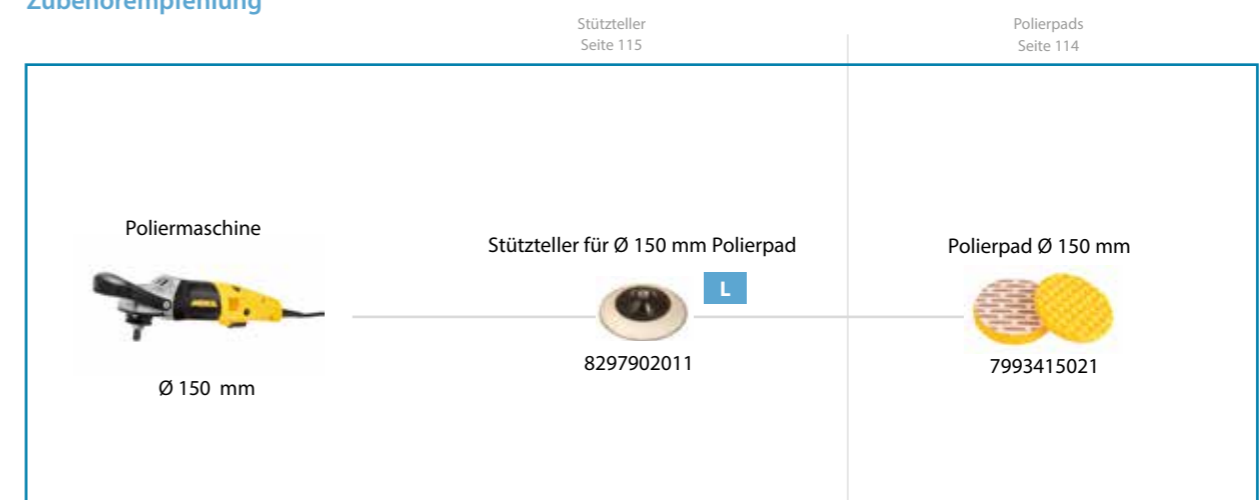 Zubehörempfehlung
Stützteller
Seite 115
Polierpads
Seite 114
Poliermaschine
Ø 150 mm
Stützteller für Ø 150 mm Polierpad
L
8297902011
Polierpad Ø 150 mm
7993415021